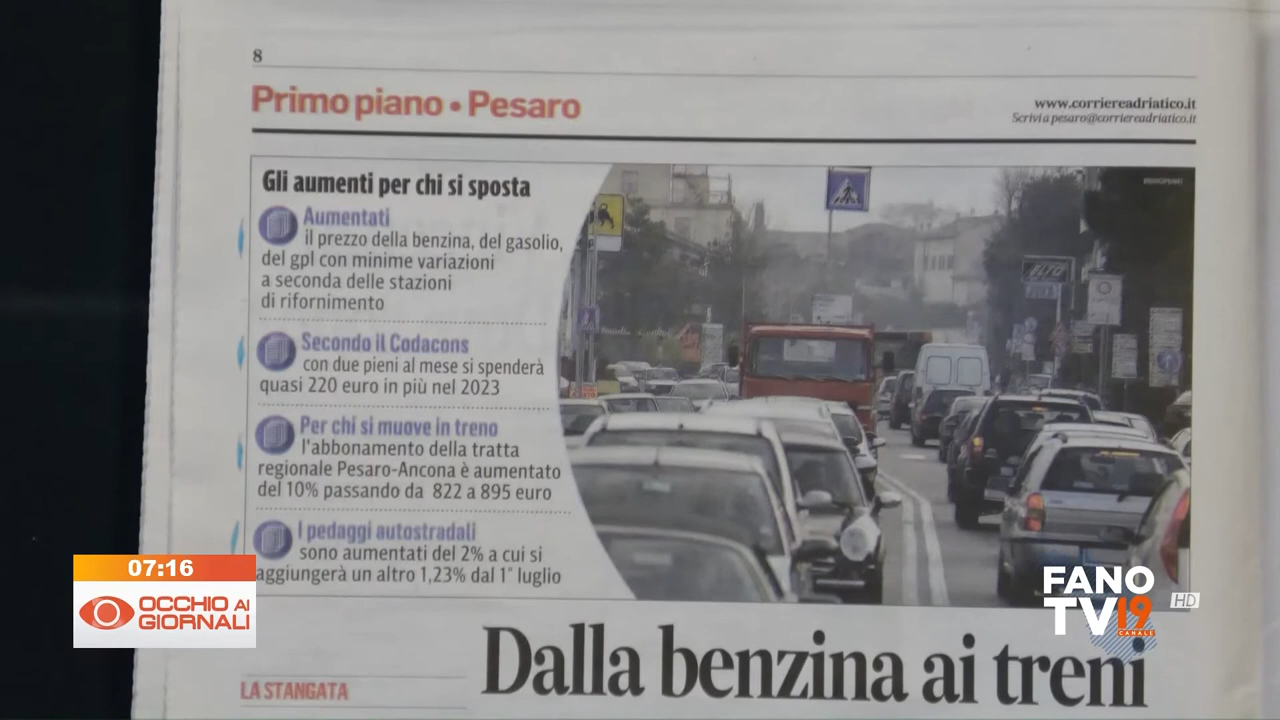 8
Primo piano • Pesaro
www.corriereadriatico.it
Scrivi a pesaro@corriereadriatico.it
Gli aumenti per chi si sposta
Aumentati
il prezzo della benzina, del gasolio,
del gpl con minime variazioni
a seconda delle stazioni
di rifornimento
Secondo il Codacons
con due pieni al mese si spenderà
quasi 220 euro in più nel 2023
Per chi si muove in treno
l'abbonamento della tratta
regionale Pesaro-Ancona è aumentato
del 10% passando da 822 a 895 euro
I pedaggi autostradali
sono aumentati del 2% a cui si
aggiungerà un altro 1,23% dal 1° luglio
07:16
OCCHIO AI
GIORNALI
FANO
TV19
CANALE
HD
LA STANGATA
Dalla benzina ai treni